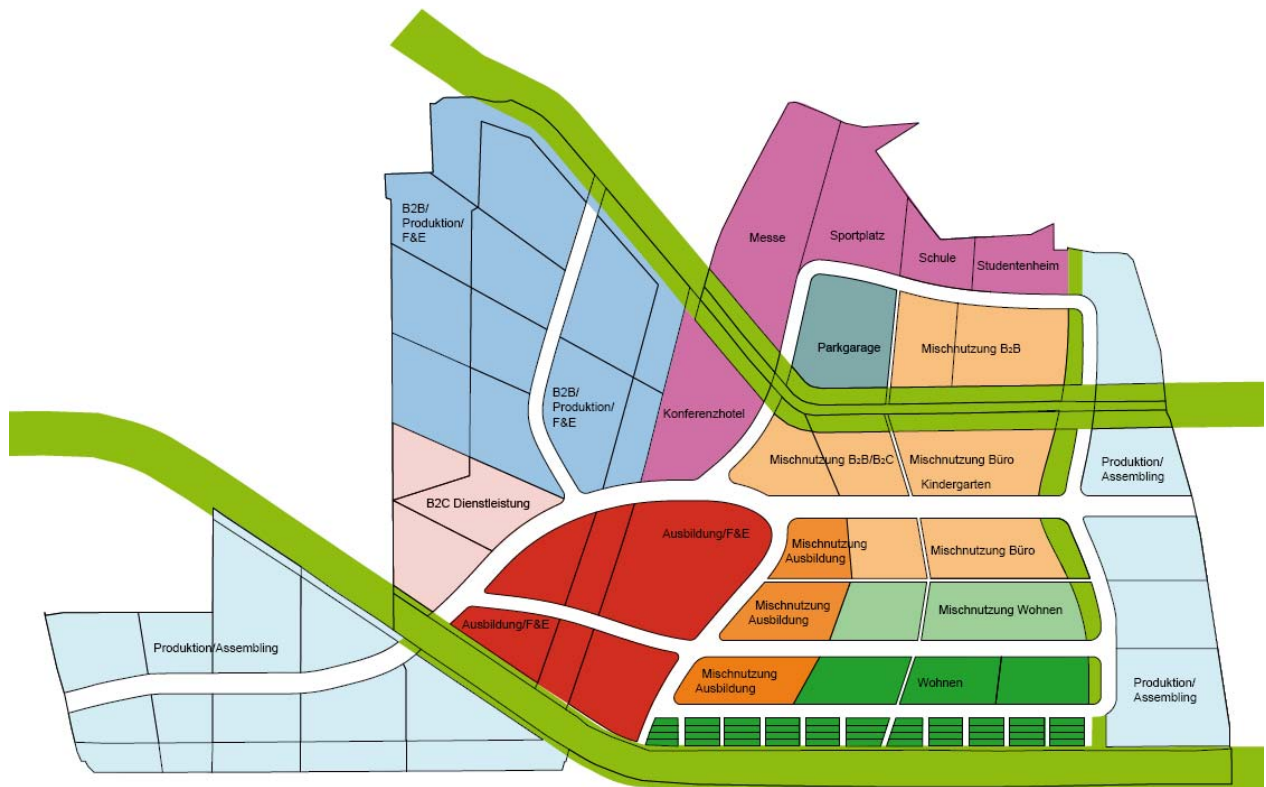 B2B/
Produktion/
F&E
Messe
Sportplatz
Schule
Studentenheim
Parkgarage
Mischnutzung B2B
B2B/
Produktion/
F&E
Konferenzhotel
Mischnutzung B2B/B2C
Mischnutzung Büro
Kindergarten
Produktion/
Assembling
B2C Dienstleistung
Ausbildung/F&E
Mischnutzung
Ausbildung
Mischnutzung Büro
Mischnutzung
Ausbildung
Mischnutzung Wohnen
Ausbildung/F&E
Produktion/Assembling
Mischnutzung
Ausbildung
Wohnen
Produktion/
Assembling